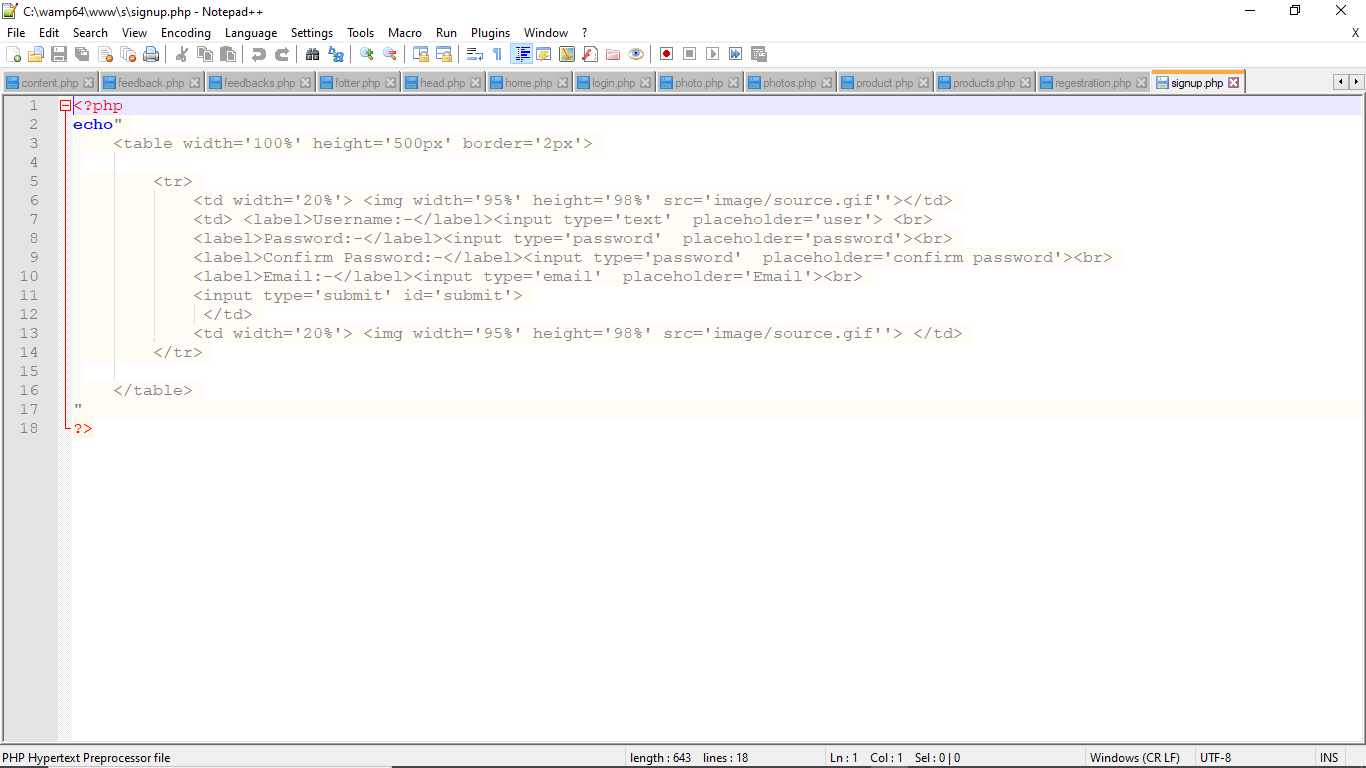 C:\wamp64\www\s\signup.php - Notepad++
File Edit Search View Encoding Language Settings Tools Macro Run Plugins Window ? X
content.php feedback.php feedbacks.php fotter.php head.php home.php login.php photo.php photos.php product.php products.php regestration.php signup.php
1 <?php
2 echo"
3 <table width='100%' height='500px' border='2px'>
4
5 <tr>
6 <td width='20%'> <img width='95%' height='98%' src='image/source.gif''></td>
7 <td> <label>Username:-</label><input type='text'  placeholder='user'> <br>
8 <label>Password:-</label><input type='password'  placeholder='password'><br>
9 <label>Confirm Password:-</label><input type='password'  placeholder='confirm password'><br>
10 <label>Email:-</label><input type='email'  placeholder='Email'><br>
11 <input type='submit' id='submit'>
12 </td>
13 <td width='20%'> <img width='95%' height='98%' src='image/source.gif''> </td>
14 </tr>
15
16 </table>
17 "
18 ?>
PHP Hypertext Preprocessor file length : 643 lines : 18 Ln : 1 Col : 1 Sel : 0 | 0 Windows (CR LF) UTF-8 INS